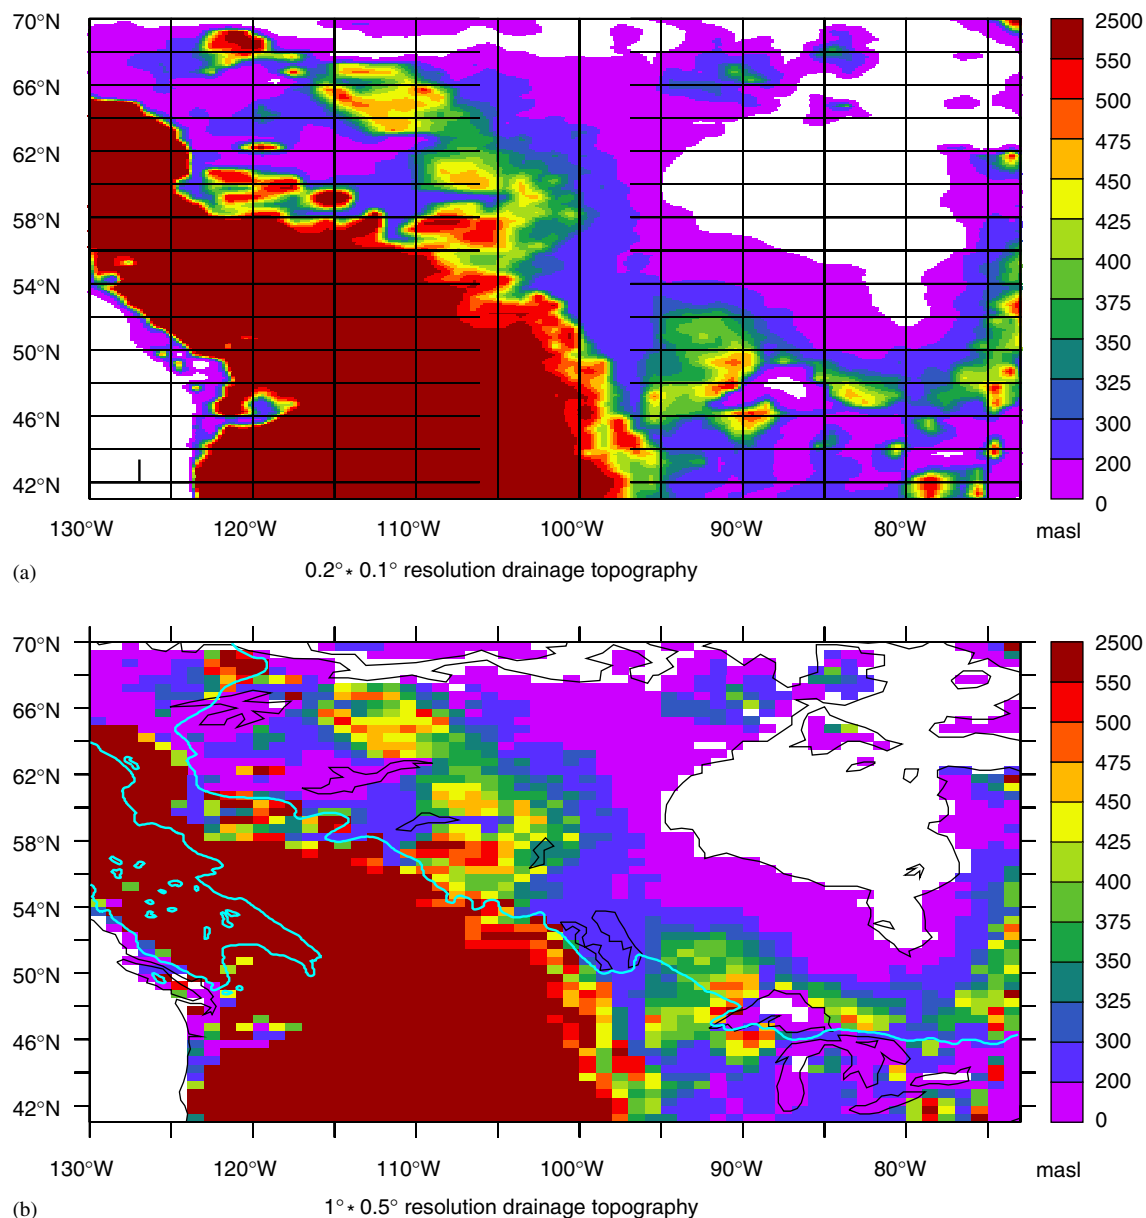 70°N
66°N
62°N
58°N
54°N
50°N
46°N
42°N
130°W
120°W
110°W
100°W
90°W
80°W
2500
550
500
475
450
425
400
375
350
325
300
200
0
masl
(a)
0.2°* 0.1° resolution drainage topography
70°N
66°N
62°N
58°N
54°N
50°N
46°N
42°N
130°W
120°W
110°W
100°W
90°W
80°W
2500
550
500
475
450
425
400
375
350
325
300
200
0
masl
(b)
1°* 0.5° resolution drainage topography